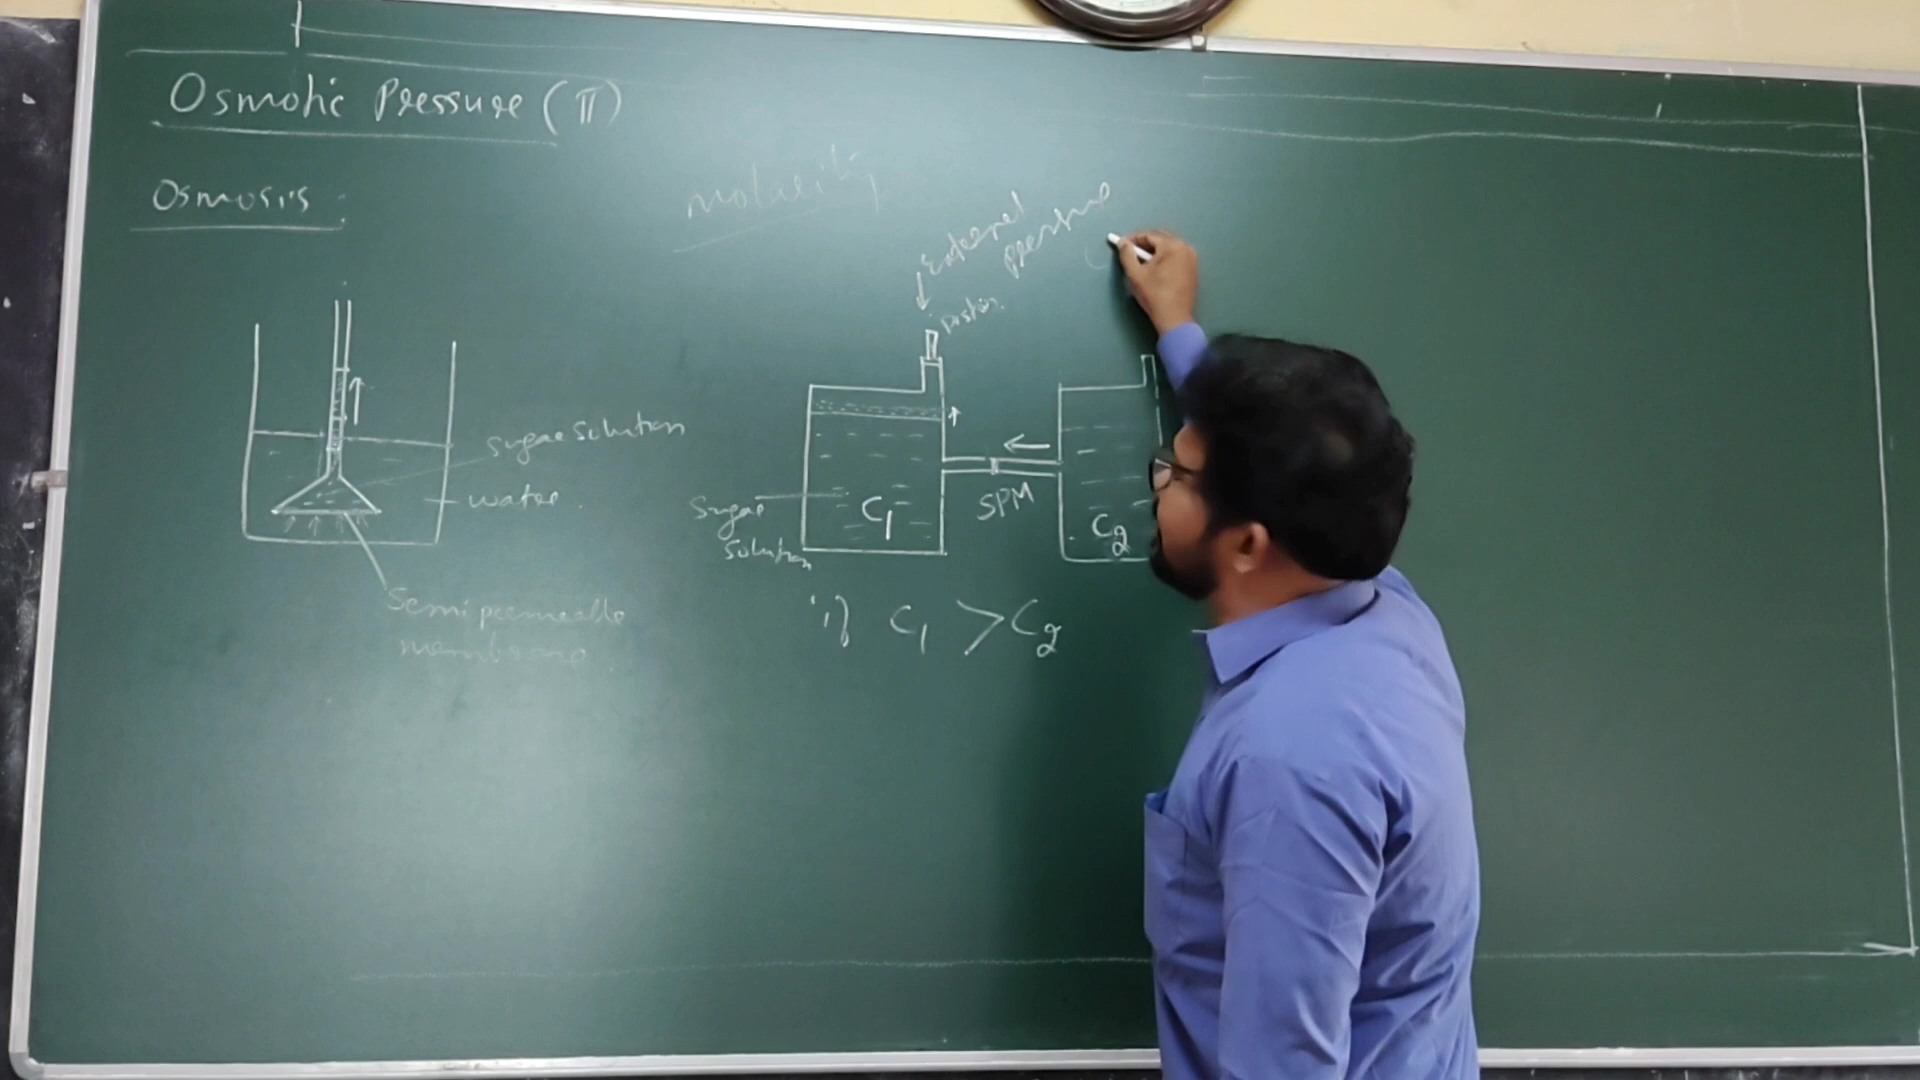 Osmotic Pressure (π)
Osmosis :
molarity
External
pressure
(
Piston.
sugar solution
water.
Semi permeable
membrane.
Sugar
solution
C1
SPM
C2
if C1 > C2